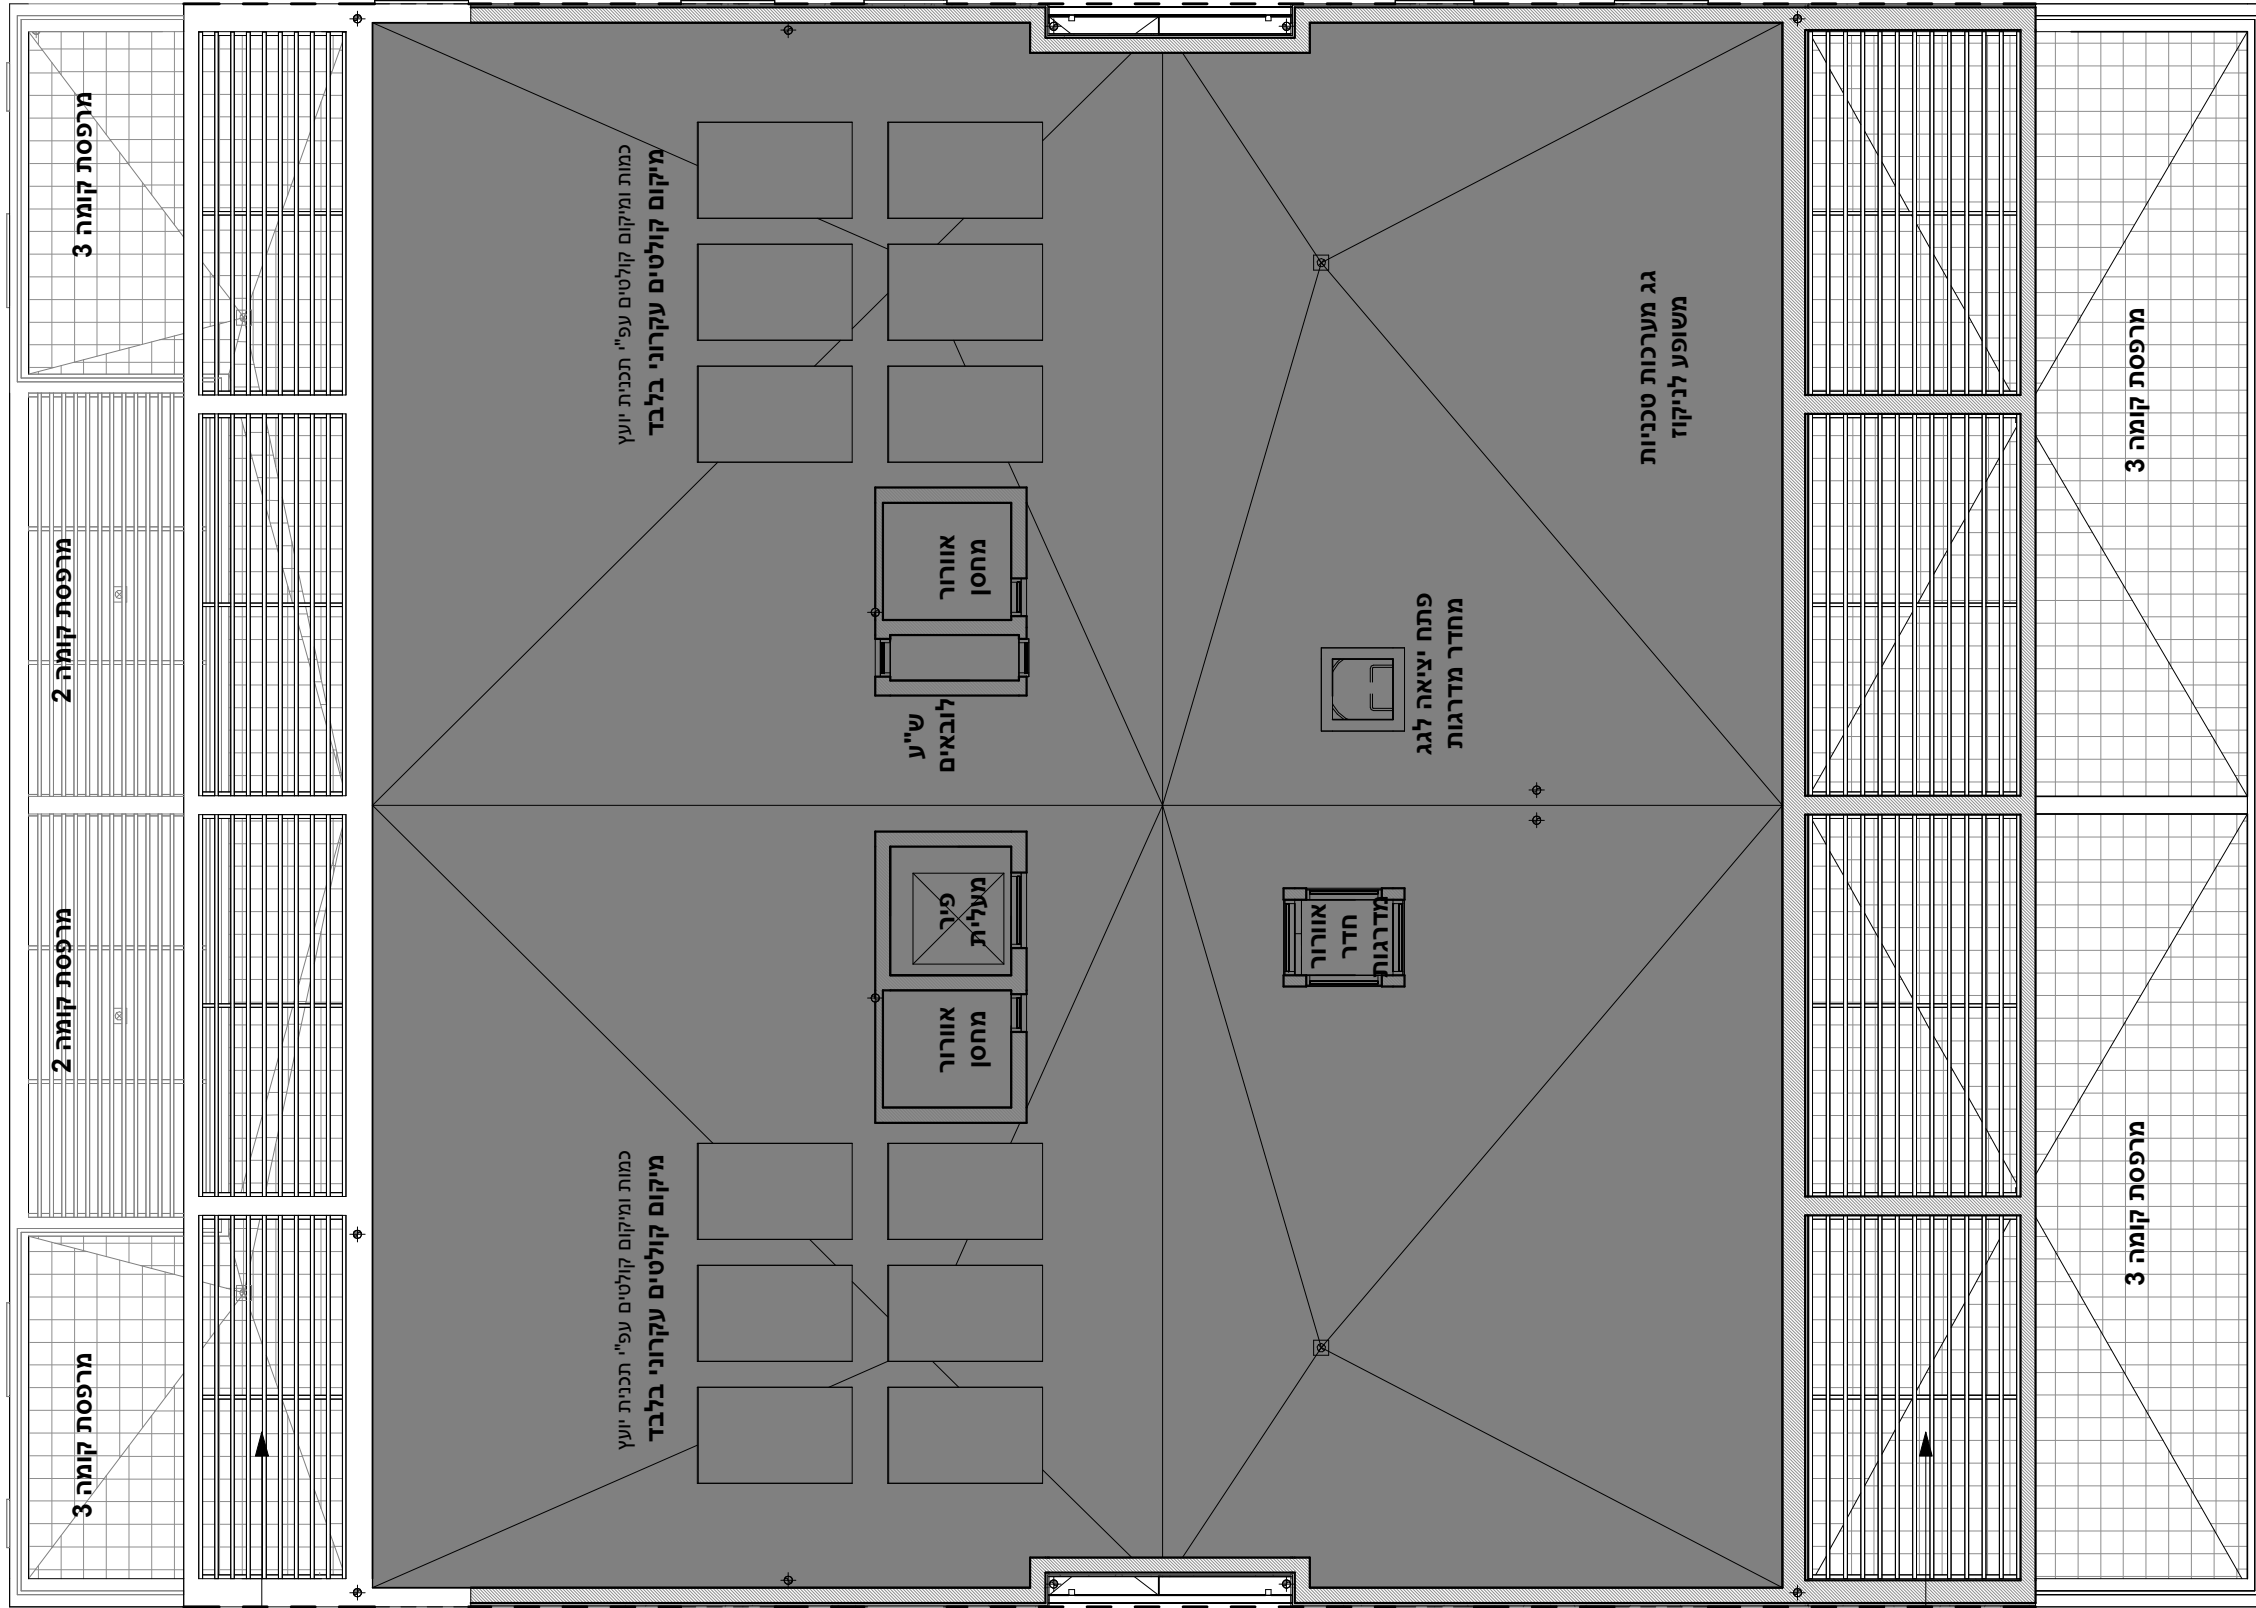 מרפסת קומה 3
מרפסת קומה 2
מרפסת קומה 2
מרפסת קומה 3
כמות ומיקום קולטים עפ"י תכנית יועץ
מיקום קולטים עקרוני בלבד
כמות ומיקום קולטים עפ"י תכנית יועץ
מיקום קולטים עקרוני בלבד
אוורור
מחסן
ש"ע
לובאים
פיר
מעלית
אוורור
מחסן
אוורור
חדר
מדרגות
פתח יציאה לגג
מחדר מדרגות
גג מערכות טכניות
משופע לניקוז
מרפסת קומה 3
מרפסת קומה 3